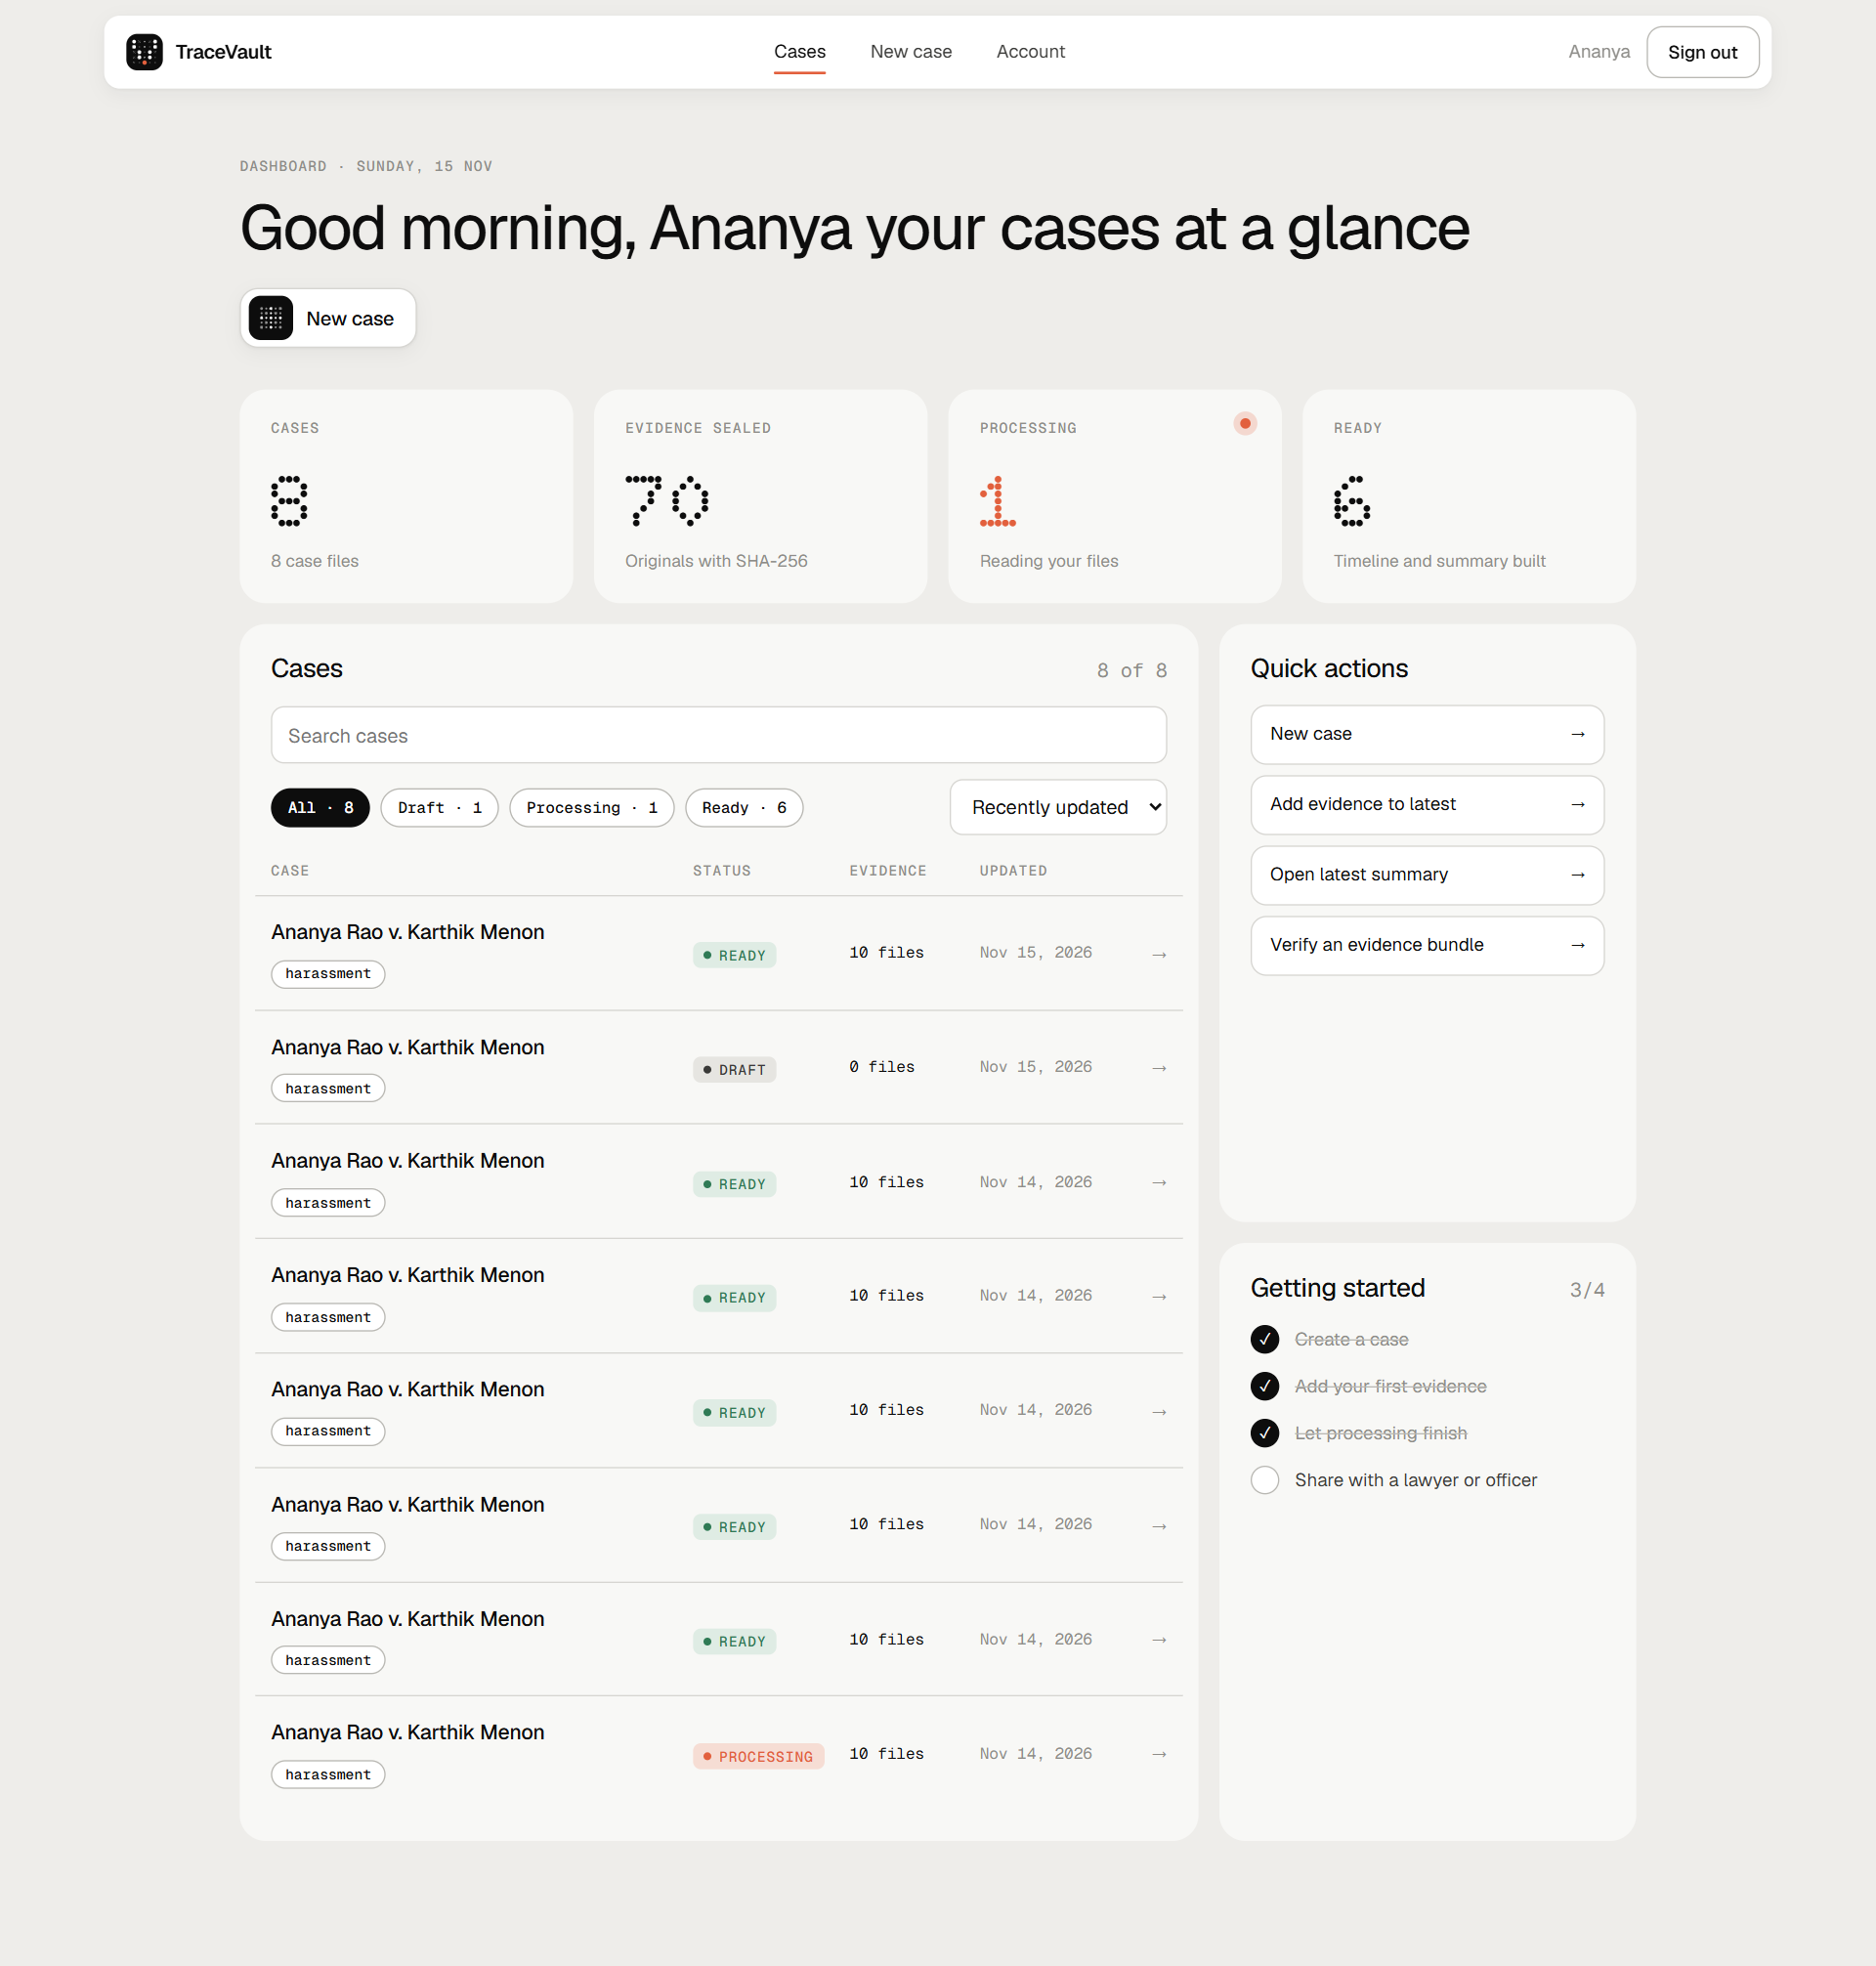 TraceVault
Cases
New case
Account
Ananya
Sign out
DASHBOARD · SUNDAY, 15 NOV
Good morning, Ananya your cases at a glance
New case
CASES
8
8 case files
EVIDENCE SEALED
70
Originals with SHA-256
PROCESSING
1
Reading your files
READY
6
Timeline and summary built
Cases
8 of 8
Search cases
All · 8
Draft · 1
Processing · 1
Ready · 6
Recently updated
CASE STATUS EVIDENCE UPDATED
Ananya Rao v. Karthik Menon
harassment
READY 10 files Nov 15, 2026 →
Ananya Rao v. Karthik Menon
harassment
DRAFT 0 files Nov 15, 2026 →
Ananya Rao v. Karthik Menon
harassment
READY 10 files Nov 14, 2026 →
Ananya Rao v. Karthik Menon
harassment
READY 10 files Nov 14, 2026 →
Ananya Rao v. Karthik Menon
harassment
READY 10 files Nov 14, 2026 →
Ananya Rao v. Karthik Menon
harassment
READY 10 files Nov 14, 2026 →
Ananya Rao v. Karthik Menon
harassment
READY 10 files Nov 14, 2026 →
Ananya Rao v. Karthik Menon
harassment
PROCESSING 10 files Nov 14, 2026 →
Quick actions
New case →
Add evidence to latest →
Open latest summary →
Verify an evidence bundle →
Getting started
3/4
Create a case
Add your first evidence
Let processing finish
Share with a lawyer or officer